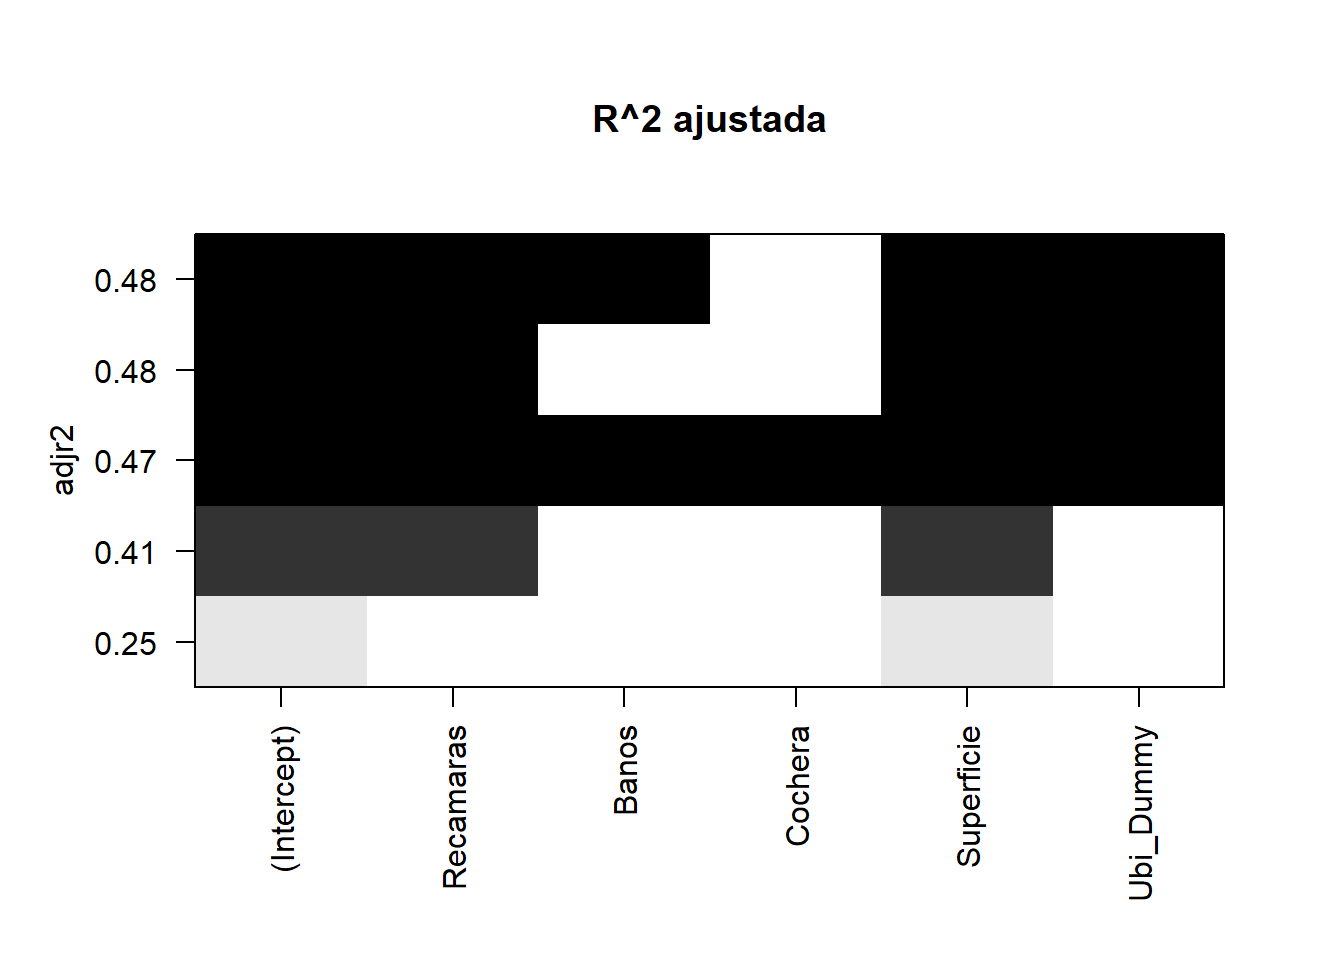 R^2 ajustada
adjr2
0.48
0.48
0.47
0.41
0.25
(Intercept)
Recamaras
Banos
Cochera
Superficie
Ubi_Dummy